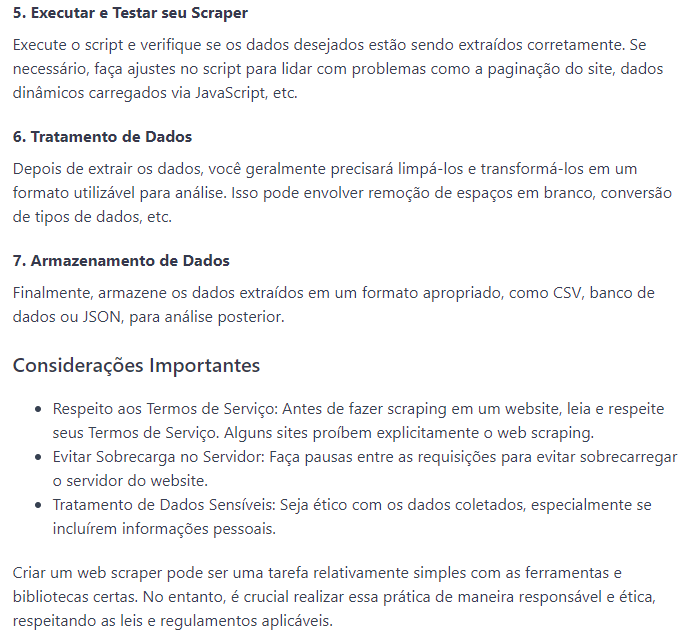 5. Executar e Testar seu Scraper
Execute o script e verifique se os dados desejados estão sendo extraídos corretamente. Se
necessário, faça ajustes no script para lidar com problemas como a paginação do site, dados
dinâmicos carregados via JavaScript, etc.
6. Tratamento de Dados
Depois de extrair os dados, você geralmente precisará limpá-los e transformá-los em um
formato utilizável para análise. Isso pode envolver remoção de espaços em branco, conversão
de tipos de dados, etc.
7. Armazenamento de Dados
Finalmente, armazene os dados extraídos em um formato apropriado, como CSV, banco de
dados ou JSON, para análise posterior.
Considerações Importantes
• Respeito aos Termos de Serviço: Antes de fazer scraping em um website, leia e respeite
seus Termos de Serviço. Alguns sites proíbem explicitamente o web scraping.
• Evitar Sobrecarga no Servidor: Faça pausas entre as requisições para evitar sobrecarregar
o servidor do website.
• Tratamento de Dados Sensíveis: Seja ético com os dados coletados, especialmente se
incluírem informações pessoais.
Criar um web scraper pode ser uma tarefa relativamente simples com as ferramentas e
bibliotecas certas. No entanto, é crucial realizar essa prática de maneira responsável e ética,
respeitando as leis e regulamentos aplicáveis.